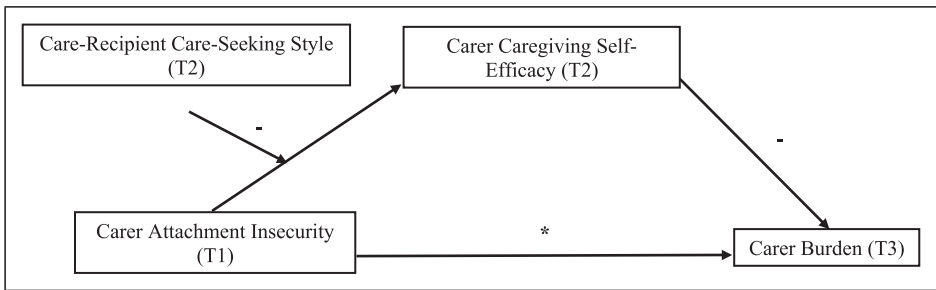 Care-Recipient Care-Seeking Style
(T2)
Carer Caregiving Self-
Efficacy (T2)
-
-
Carer Attachment Insecurity
(T1)
*
Carer Burden (T3)